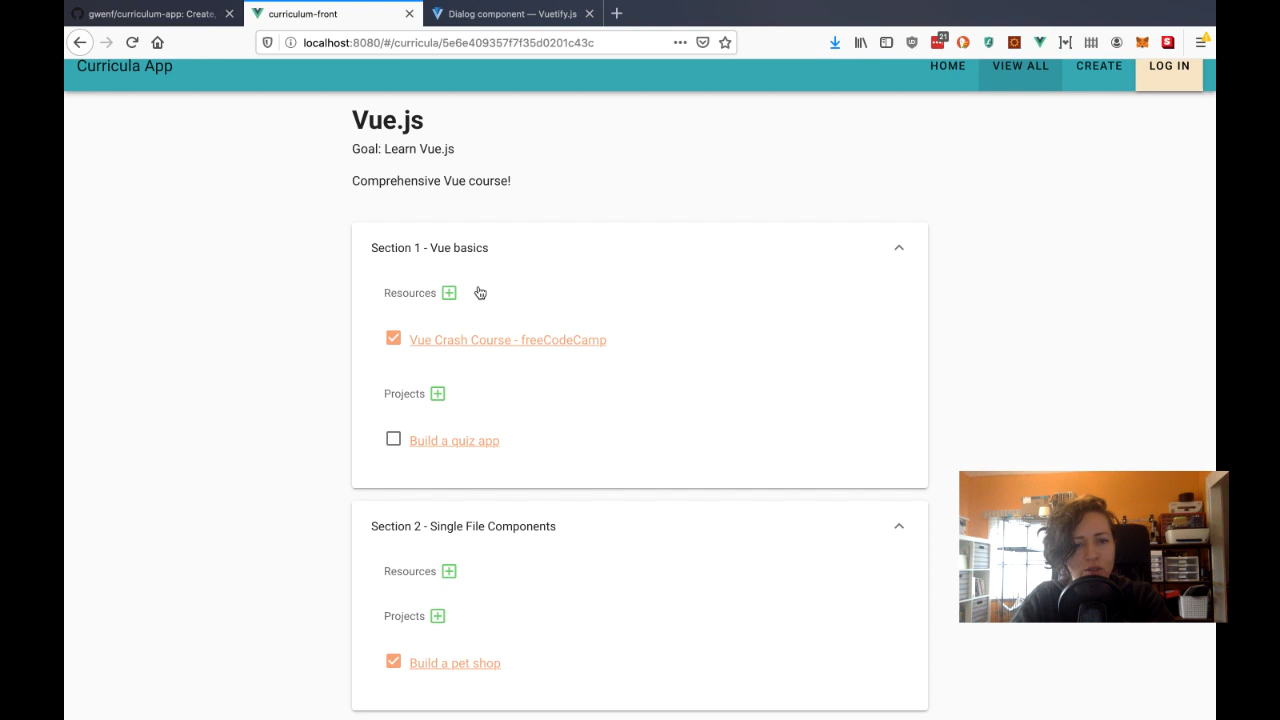 gwenf/curriculum-app: Create,
curriculum-front
Dialog component — Vuetify.js
localhost:8080/#/curricula/5e6e409357f7f35d0201c43c
21
Curricula App
HOME
VIEW ALL
CREATE
LOG IN
Vue.js
Goal: Learn Vue.js
Comprehensive Vue course!
Section 1 - Vue basics
Resources
Vue Crash Course - freeCodeCamp
Projects
Build a quiz app
Section 2 - Single File Components
Resources
Projects
Build a pet shop